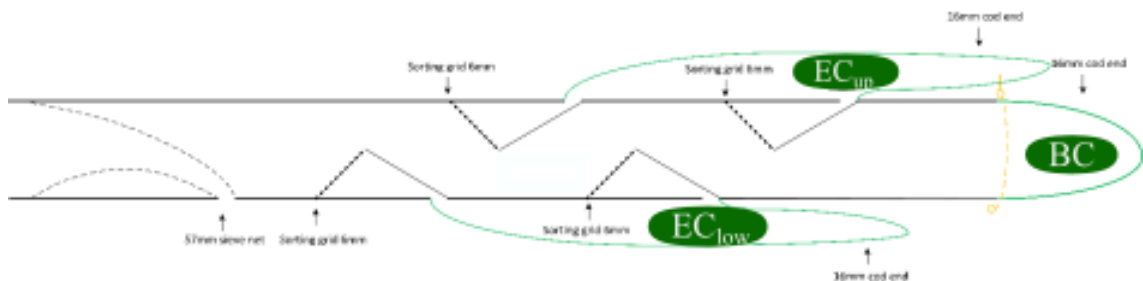 16mm cod end
Sorting grid 6mm
Sorting grid 6mm
16mm cod end
ECup
BC
57mm sieve net
Sorting grid 6mm
Sorting grid 6mm
EClow
16mm cod end